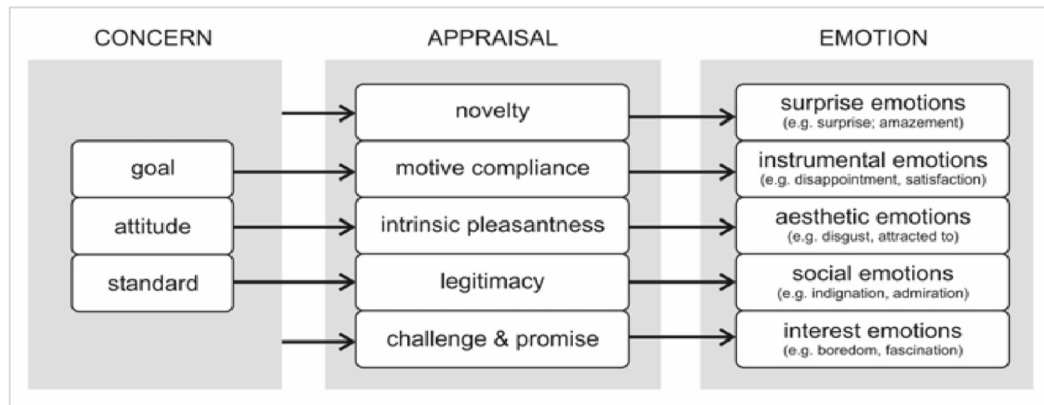 CONCERN
APPRAISAL
EMOTION
novelty
surprise emotions
(e.g. surprise; amazement)
goal
motive compliance
instrumental emotions
(e.g. disappointment, satisfaction)
attitude
intrinsic pleasantness
aesthetic emotions
(e.g. disgust, attracted to)
standard
legitimacy
social emotions
(e.g. indignation, admiration)
challenge & promise
interest emotions
(e.g. boredom, fascination)